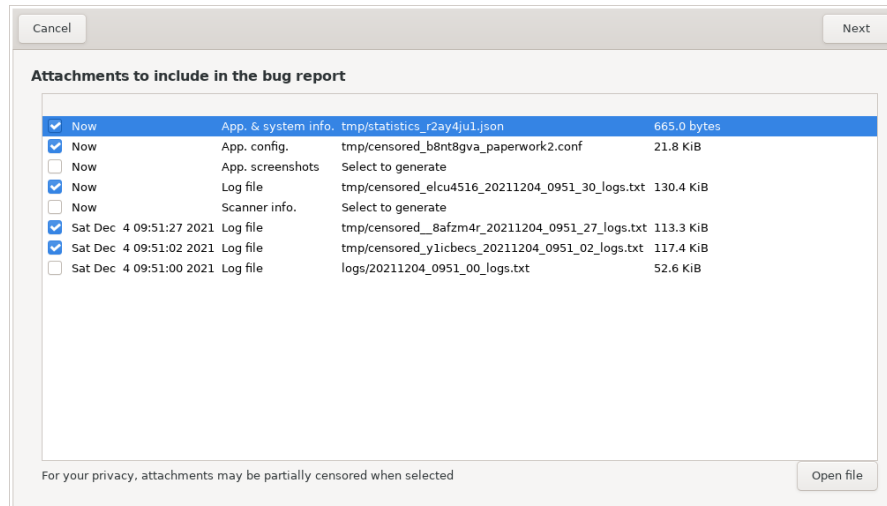 Cancel Next
Attachments to include in the bug report
Now App. & system info. tmp/statistics_r2ay4ju1.json 665.0 bytes
Now App. config. tmp/censored_b8nt8gva_paperwork2.conf 21.8 KiB
Now App. screenshots Select to generate
Now Log file tmp/censored_elcu4516_20211204_0951_30_logs.txt 130.4 KiB
Now Scanner info. Select to generate
Sat Dec 4 09:51:27 2021 Log file tmp/censored__8afzm4r_20211204_0951_27_logs.txt 113.3 KiB
Sat Dec 4 09:51:02 2021 Log file tmp/censored_y1icbecs_20211204_0951_02_logs.txt 117.4 KiB
Sat Dec 4 09:51:00 2021 Log file logs/20211204_0951_00_logs.txt 52.6 KiB
For your privacy, attachments may be partially censored when selected Open file